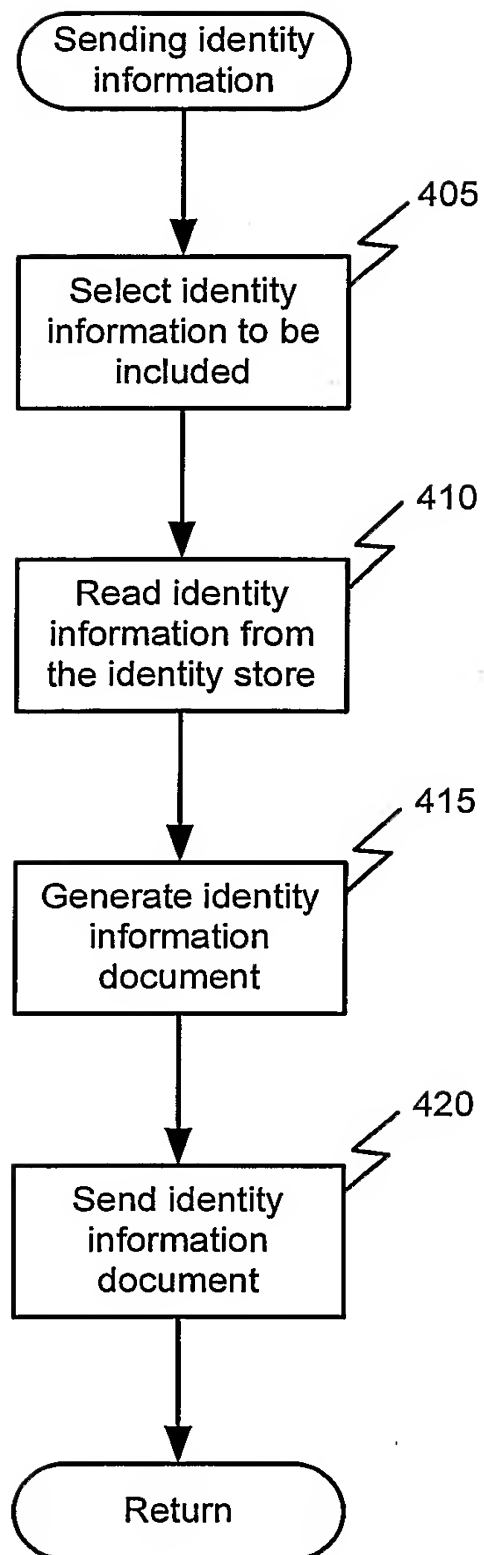 Sending identity
information
405
Select identity
information to be
included
410
Read identity
information from
the identity store
415
Generate identity
information
document
420
Send identity
information
document
Return